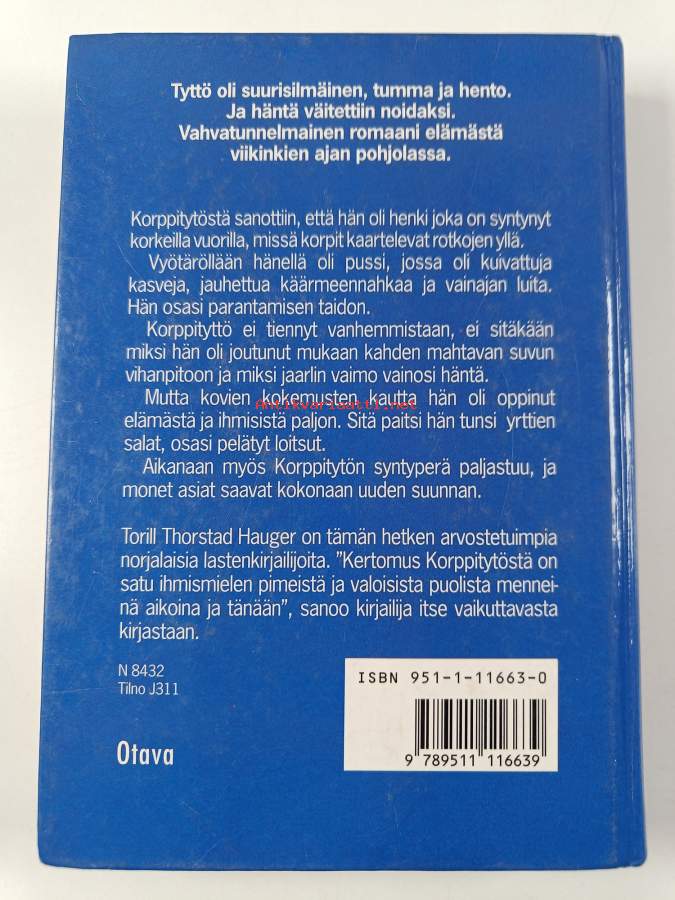 Tyttö oli suurisilmäinen, tumma ja hento.
Ja häntä väitettiin noidaksi.
Vahvatunnelmainen romaani elämästä
viikinkien ajan pohjolassa.
Korppitytöstä sanottiin, että hän oli henki joka on syntynyt
korkeilla vuorilla, missä korpit kaartelevat rotkojen yllä.
Vyötäröllään hänellä oli pussi, jossa oli kuivattuja
kasveja, jauhettua käärmeennahkaa ja vainajan luita.
Hän osasi parantamisen taidon.
Korppityttö ei tiennyt vanhemmistaan, ei sitäkään
miksi hän oli joutunut mukaan kahden mahtavan suvun
vihanpitoon ja miksi jaarlin vaimo vainosi häntä.
Mutta kovien kokemusten kautta hän oli oppinut
Antikvariaatti.net
elämästä ja ihmisistä paljon. Sitä paitsi hän tunsi yrttien
salat, osasi pelätyt loitsut.
Aikanaan myös Korppitytön syntyperä paljastuu, ja
monet asiat saavat kokonaan uuden suunnan.
Torill Thorstad Hauger on tämän hetken arvostetuimpia
norjalaisia lastenkirjailijoita. "Kertomus Korppitytöstä on
satu ihmismielen pimeistä ja valoisista puolista mennei-
nä aikoina ja tänään", sanoo kirjailija itse vaikuttavasta
kirjastaan.
N 8432
Tilno J311
ISBN 951-1-11663-0
9 789511 116639
Otava